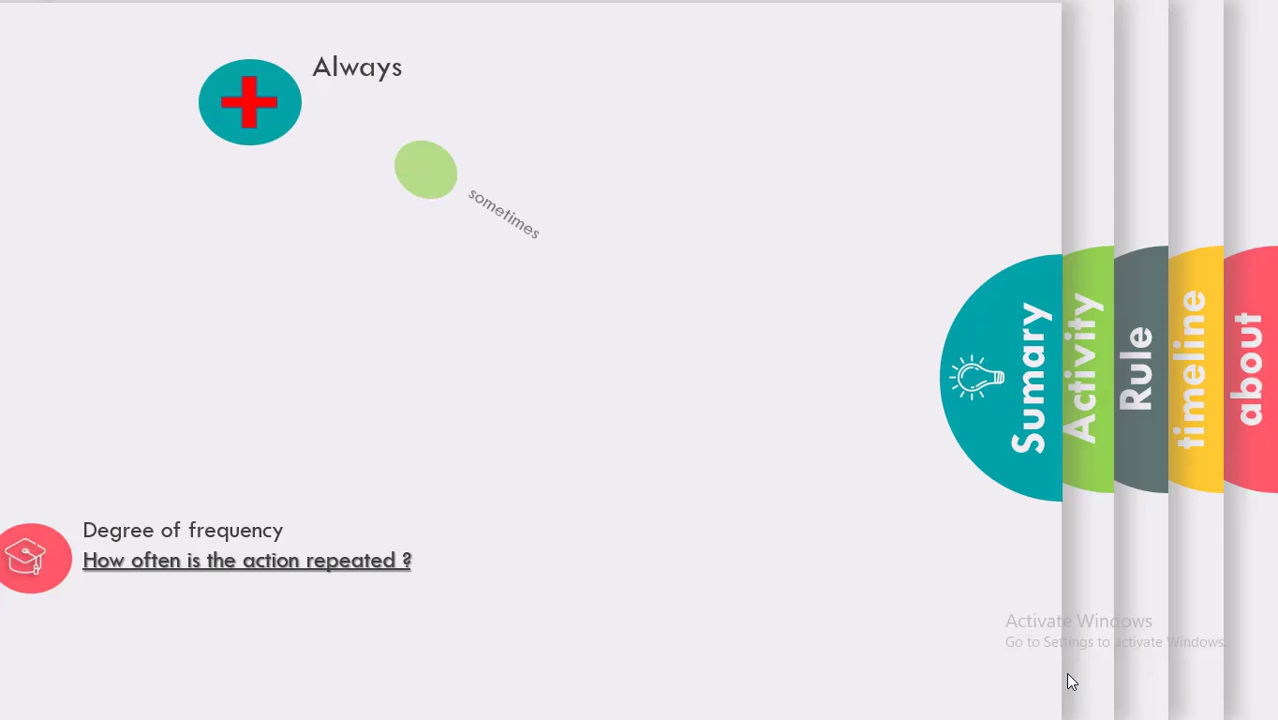 Always
sometimes
Degree of frequency
How often is the action repeated ?
Sumary
Activity
Rule
timeline
about
Activate Windows
Go to Settings to activate Windows.